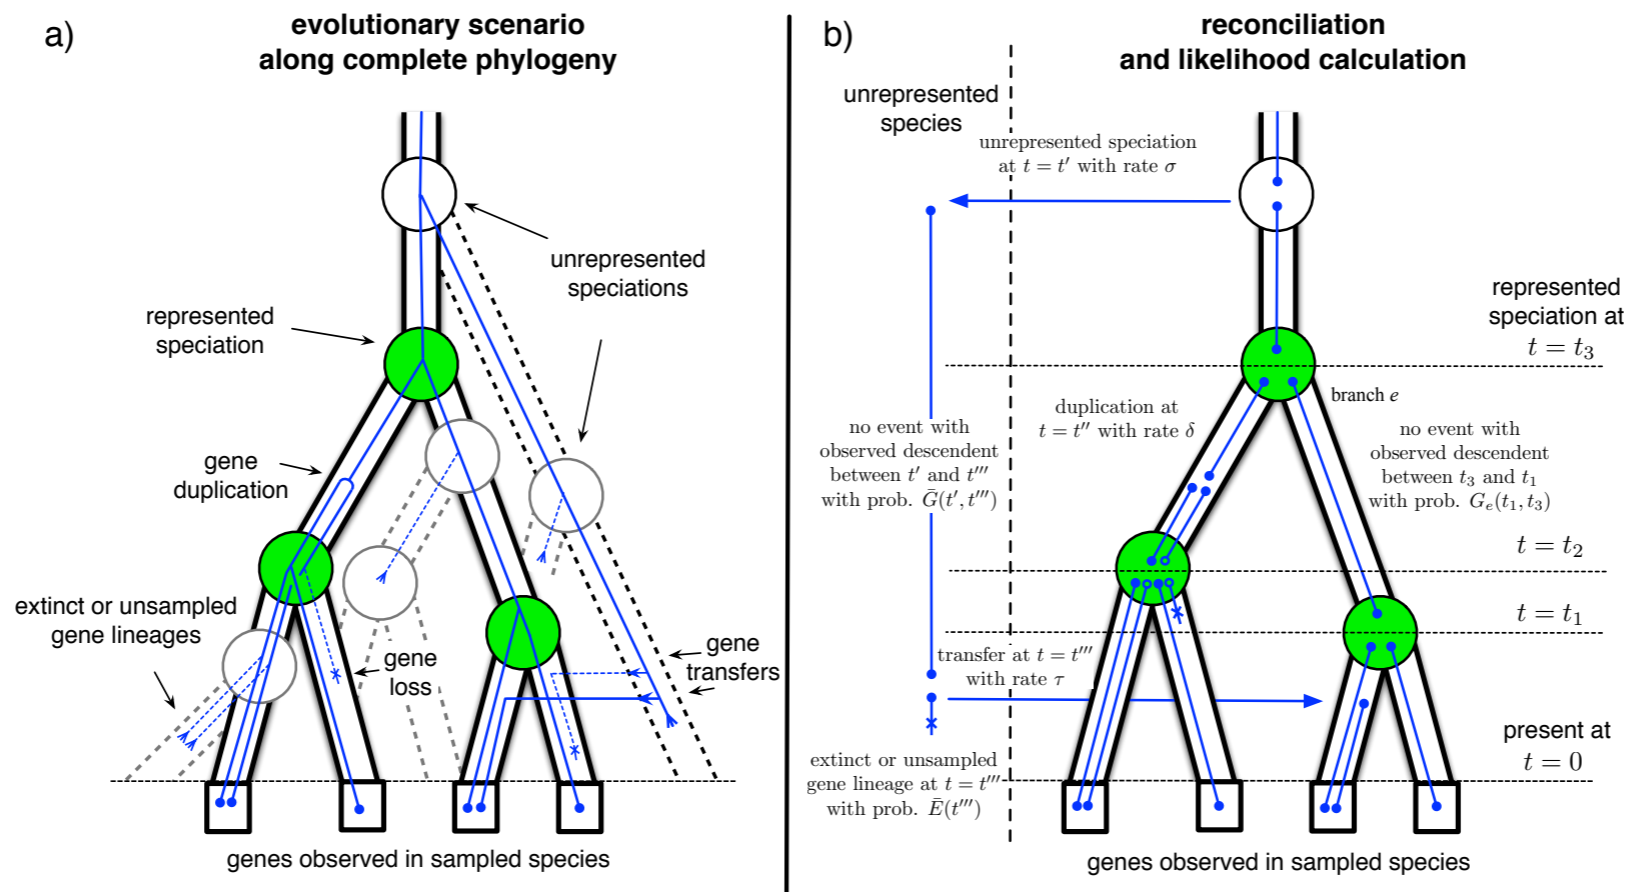 a)
evolutionary scenario
along complete phylogeny
unrepresented
speciations
represented
speciation
gene
duplication
extinct or unsampled
gene lineages
gene
loss
gene
transfers
genes observed in sampled species
b)
reconciliation
and likelihood calculation
unrepresented
species
unrepresented speciation
at t = t′ with rate σ
represented
speciation at
t = t₃
branch e
duplication at
t = t″ with rate δ
no event with
observed descendent
between t′ and t‴
with prob. Ḡ(t′, t‴)
no event with
observed descendent
between t₃ and t₁
with prob. Gₑ(t₁, t₃)
t = t₂
t = t₁
transfer at t = t‴
with rate τ
present at
t = 0
extinct or unsampled
gene lineage at t = t‴
with prob. Ē(t‴)
genes observed in sampled species